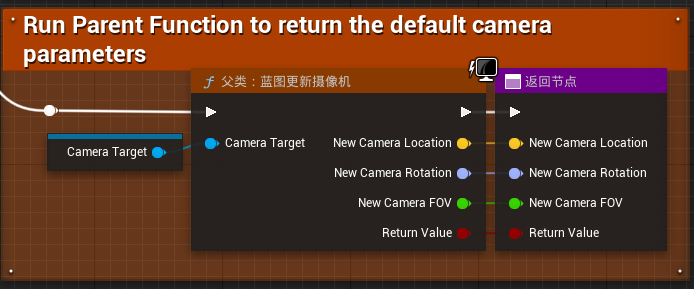 Run Parent Function to return the default camera
parameters
父类：蓝图更新摄像机
返回节点
Camera Target
Camera Target
New Camera Location
New Camera Location
New Camera Rotation
New Camera Rotation
New Camera FOV
New Camera FOV
Return Value
Return Value